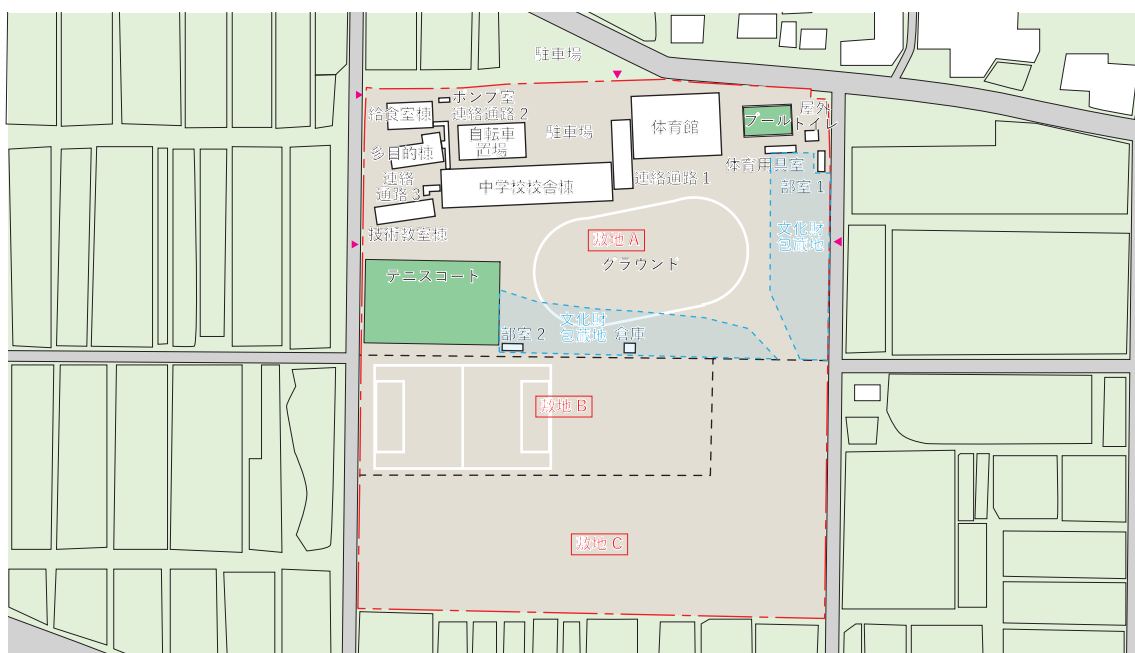 駐車場
ポンプ室
連絡通路 2
給食室棟
自転車
置場
駐車場
体育館
プール
屋外
トイレ
多目的棟
連絡
通路 3
中学校校舎棟
連絡通路 1
体育用具室
部室 1
技術教室棟
敷地 A
グラウンド
文化財
包蔵地
テニスコート
部室 2
文化財
包蔵地
倉庫
敷地 B
敷地 C